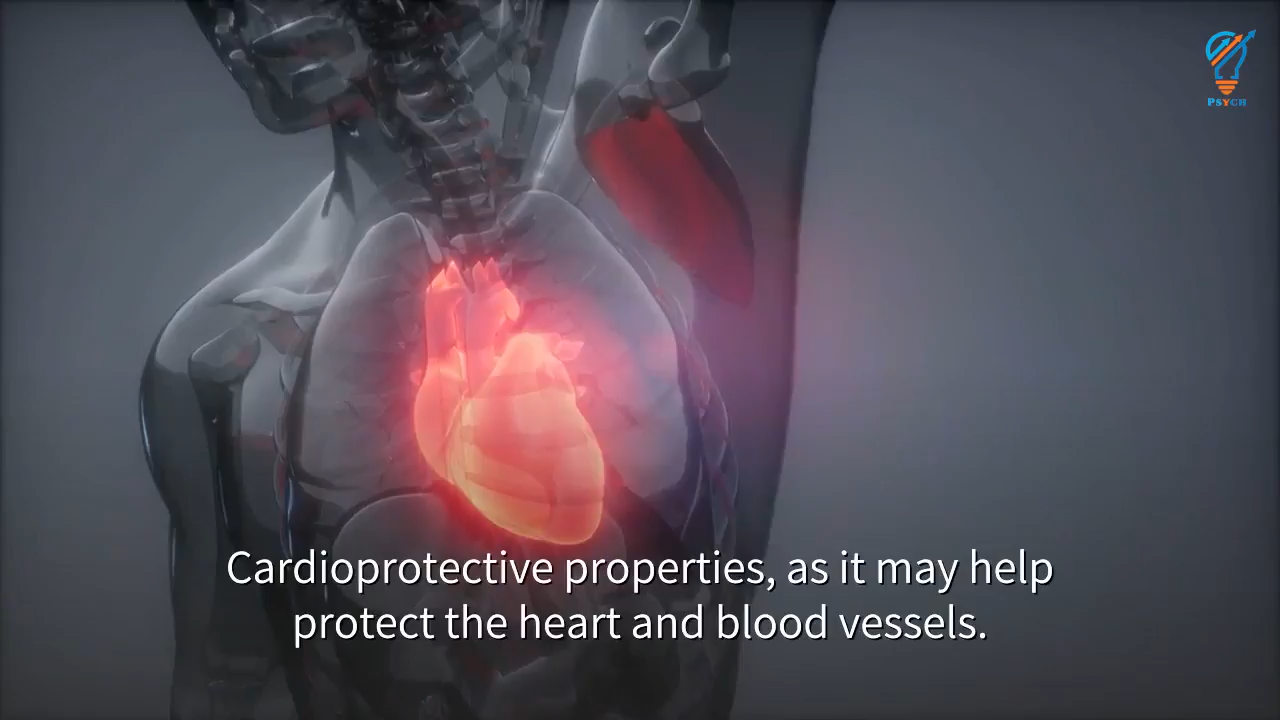 PSYCH
Cardioprotective properties, as it may help
protect the heart and blood vessels.